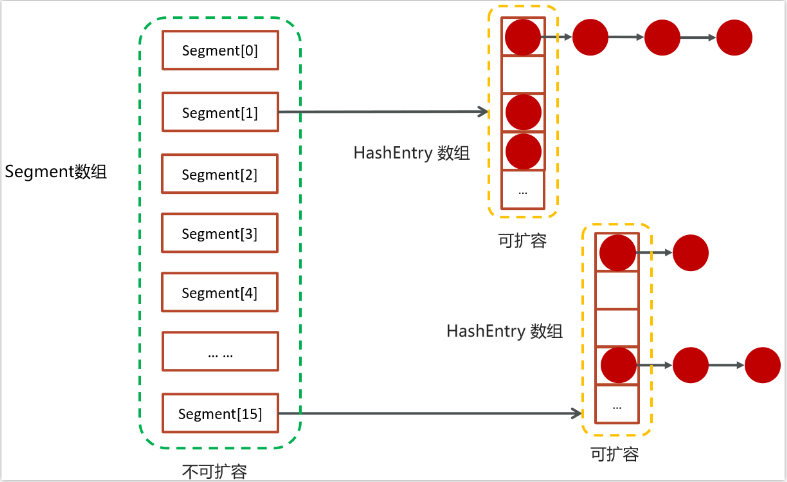 Segment数组
Segment[0]
Segment[1]
Segment[2]
Segment[3]
Segment[4]
... ...
Segment[15]
不可扩容
HashEntry 数组
...
可扩容
HashEntry 数组
...
可扩容